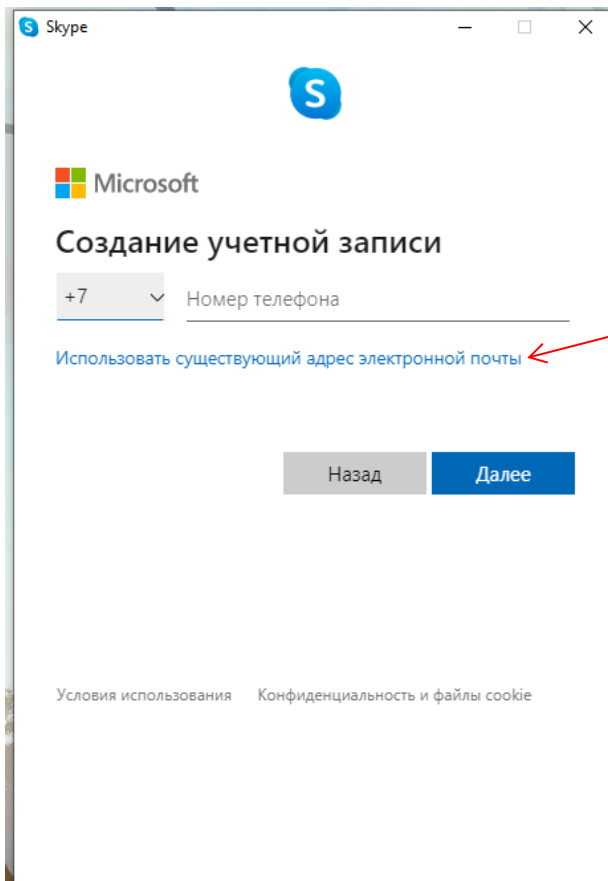 Skype
S
Microsoft
Создание учетной записи
+7 Номер телефона
Использовать существующий адрес электронной почты
Назад Далее
Условия использования Конфиденциальность и файлы cookie